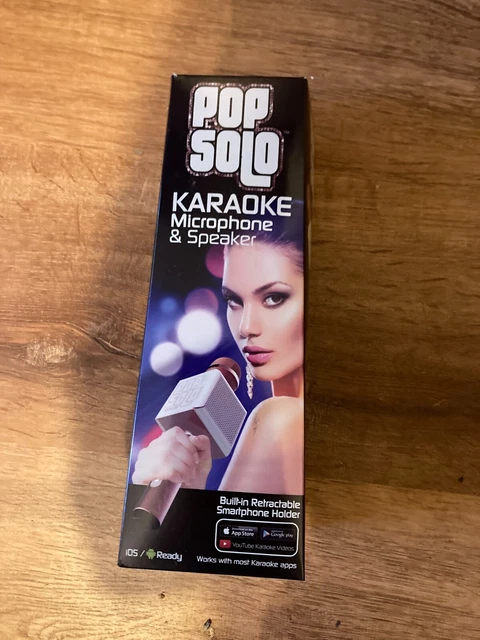 POP
SOLO
KARAOKE
Microphone
& Speaker
Built-in Retractable
Smartphone Holder
App Store
Google play
YouTube Karaoke Videos
iOS / Ready
Works with most Karaoke apps